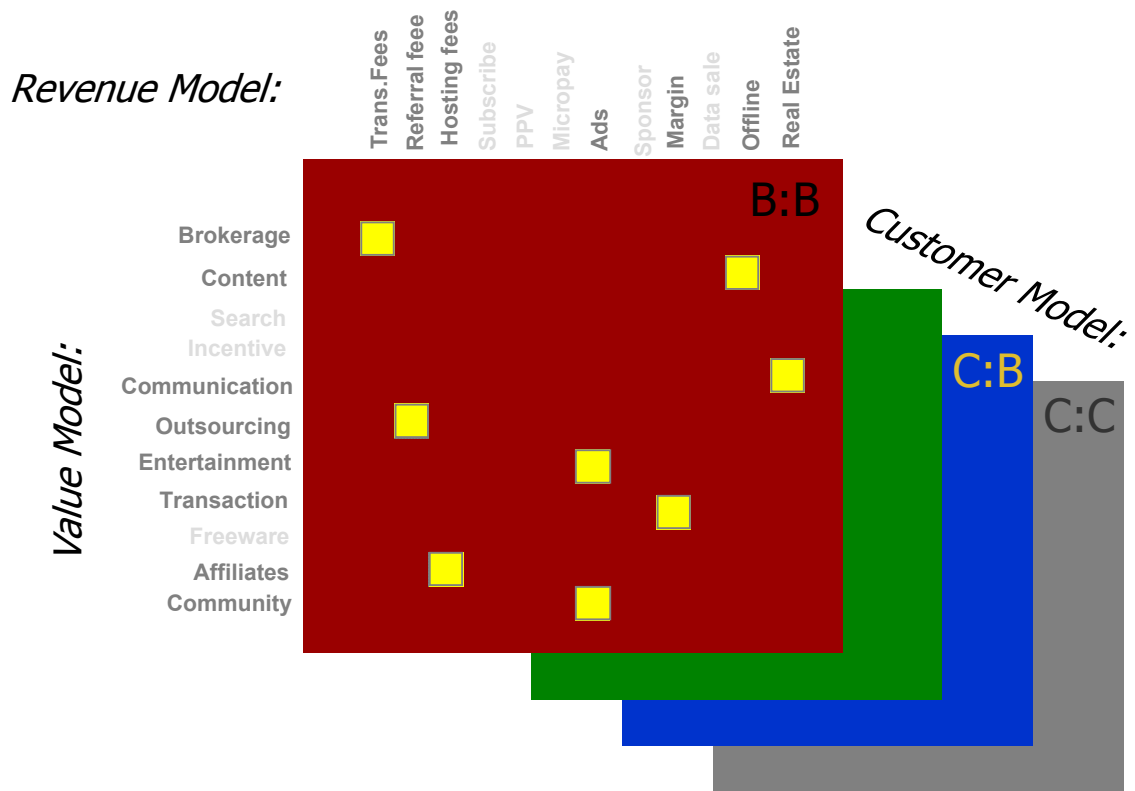 Revenue Model:
Trans.Fees
Referral feee
Hosting fees
Subscribe
PPV
Micropay
Ads
Sponsor
Margin
Data sale
Offline
Real Estate
B:B
Customer Model:
C:B
C:C
Value Model:
Brokerage
Content
Search
Incentive
Communication
Outsourcing
Entertainment
Transaction
Freeware
Affiliates
Community